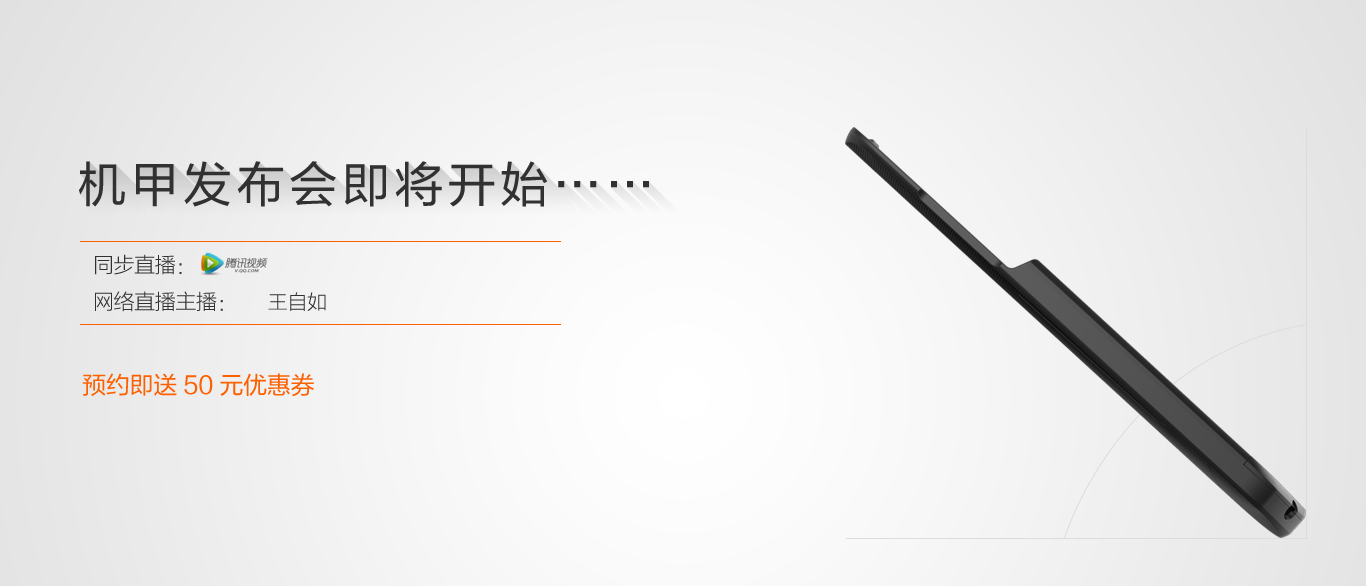 机甲发布会即将开始……
同步直播： 腾讯视频
V.QQ.COM
网络直播主播： 王自如
预约即送 50 元优惠券